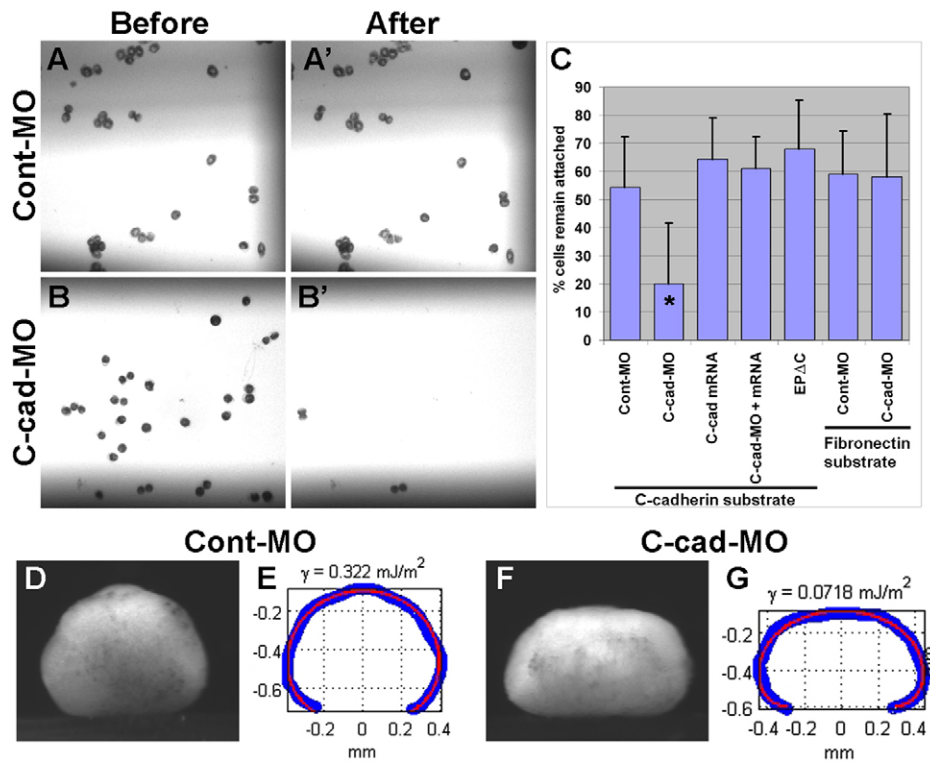 Before After
Cont-MO
A A'
C-cad-MO
B B'
C
% cells remain attached
90
80
70
60
50
40
30
20
10
0
*
Cont-MO
C-cad-MO
C-cad mRNA
C-cad-MO + mRNA
EPΔC
Cont-MO
C-cad-MO
Fibronectin
substrate
C-cadherin substrate
Cont-MO C-cad-MO
D
E
γ = 0.322 mJ/m²
-0.2
-0.4
-0.6
-0.2 0 0.2 0.4
mm
F
G
γ = 0.0718 mJ/m²
-0.2
-0.4
-0.6
-0.4 -0.2 0 0.2 0.4
mm